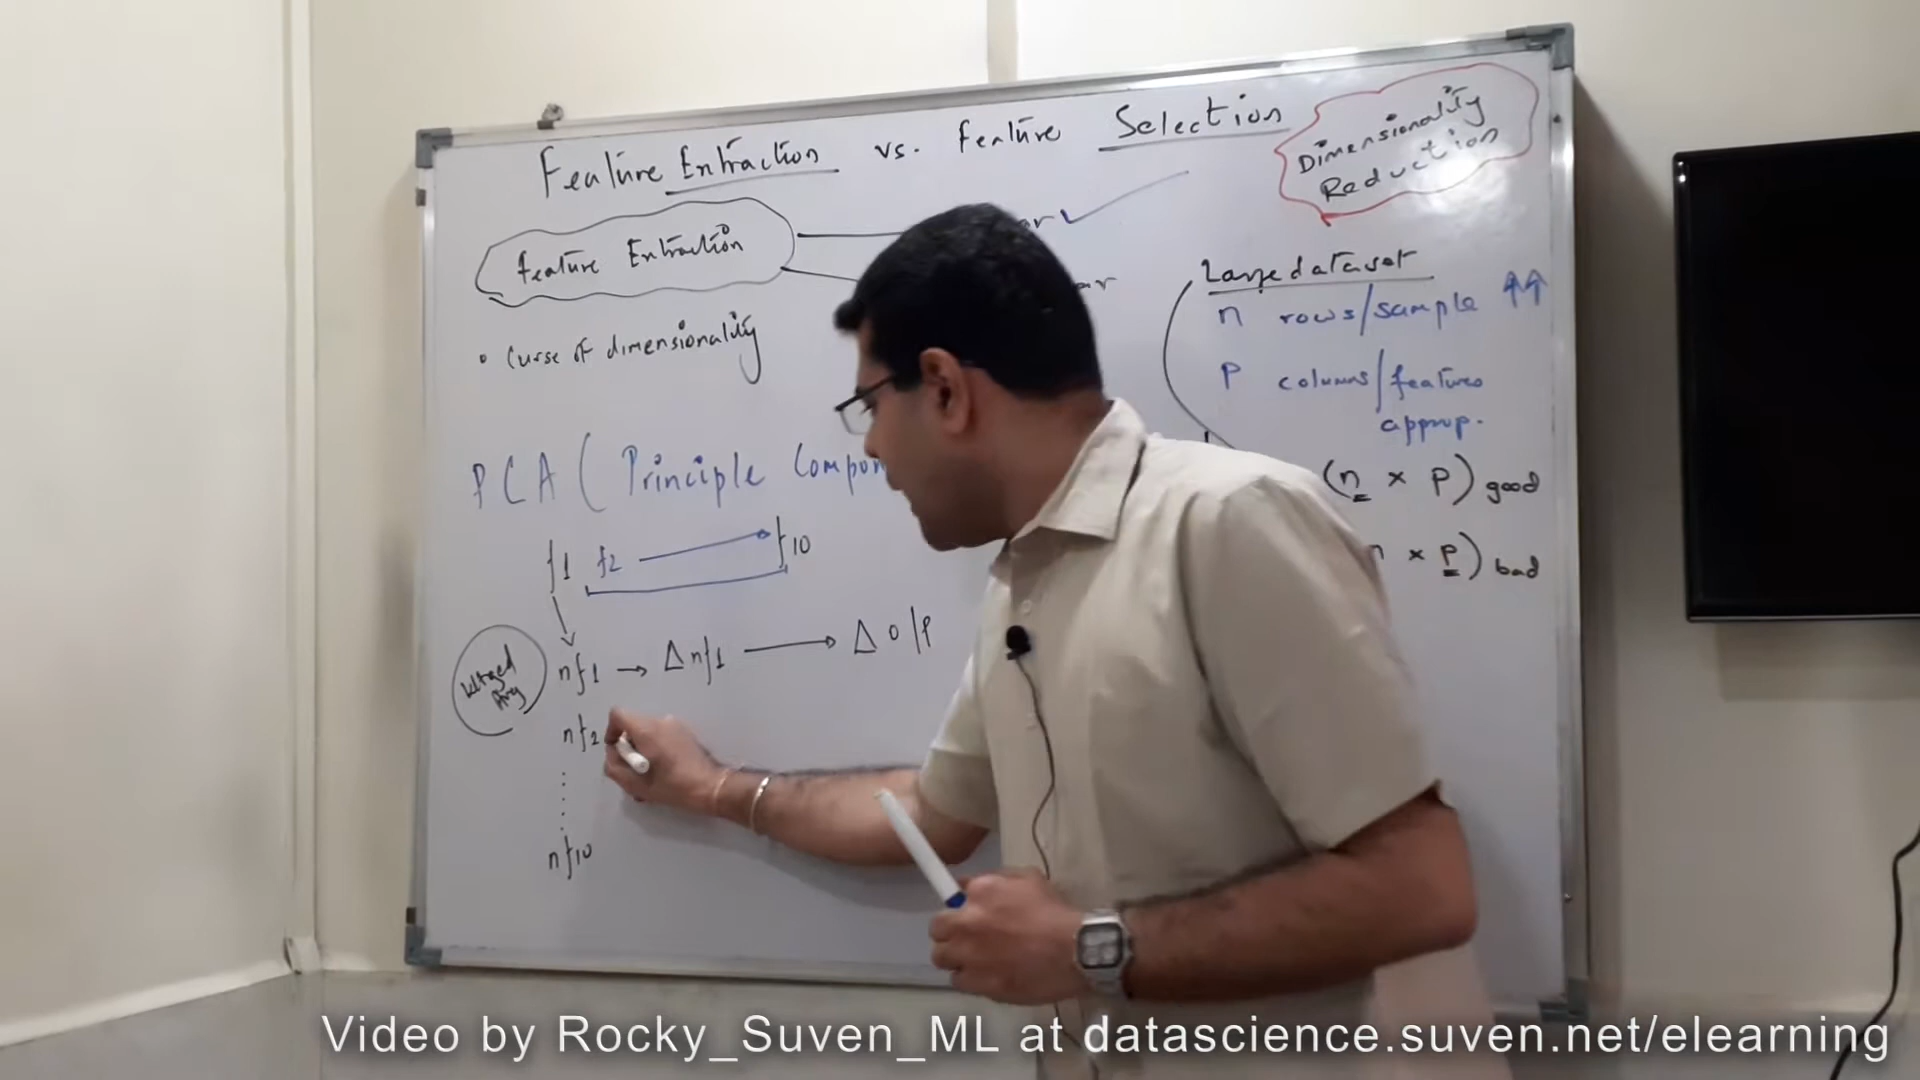 Feature Extraction vs. Feature Selection
Dimensionality
Reduction
Feature Extraction
• Curse of dimensionality
PCA ( Principle Compon
f1 f2 → f10
nf1 → Δ nf1 → Δ o/p
Avg
nf2
nf10
Large dataset
n rows/sample ↑↑
P columns/features
approp.
(n × P) good
n × P) bad
Video by Rocky_Suven_ML at datascience.suven.net/elearning